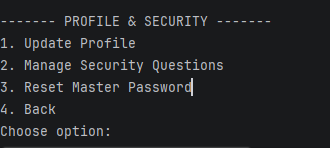 ------- PROFILE & SECURITY -------
1. Update Profile
2. Manage Security Questions
3. Reset Master Password
4. Back
Choose option: